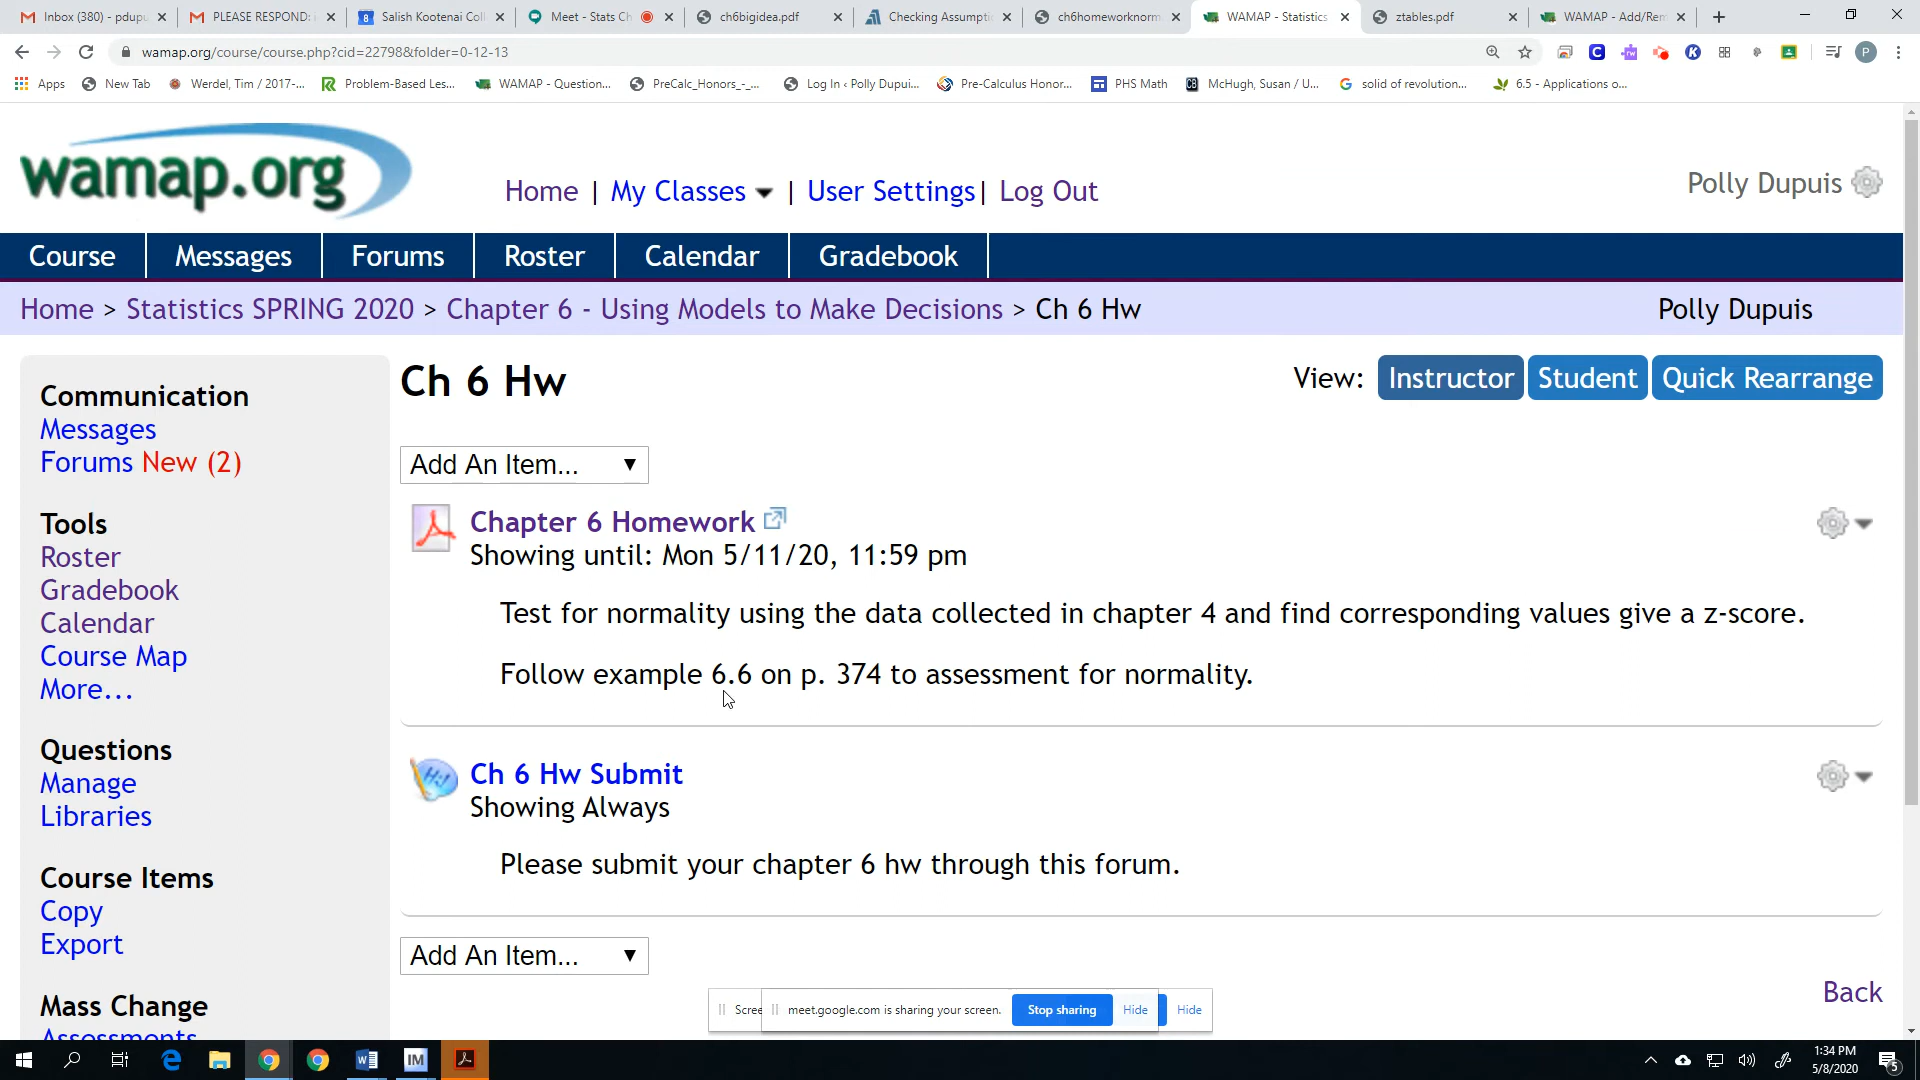 Inbox (380) - pdupu
PLEASE RESPOND:
Salish Kootenai Coll
Meet - Stats Ch
ch6bigidea.pdf
Checking Assumpti
ch6homeworknorm
WAMAP - Statistics
ztables.pdf
WAMAP - Add/Rem
wamap.org/course/course.php?cid=22798&folder=0-12-13
Apps
New Tab
Werdel, Tim / 2017-...
Problem-Based Les...
WAMAP - Question...
PreCalc_Honors_-_...
Log In ‹ Polly Dupui...
Pre-Calculus Honor...
PHS Math
McHugh, Susan / U...
solid of revolution...
6.5 - Applications o...
wamap.org
Home | My Classes | User Settings | Log Out
Polly Dupuis
Course Messages Forums Roster Calendar Gradebook
Home > Statistics SPRING 2020 > Chapter 6 - Using Models to Make Decisions > Ch 6 Hw
Polly Dupuis
Communication
Messages
Forums New (2)
Tools
Roster
Gradebook
Calendar
Course Map
More...
Questions
Manage
Libraries
Course Items
Copy
Export
Mass Change
Assessments
Ch 6 Hw
View: Instructor Student Quick Rearrange
Add An Item...
Chapter 6 Homework
Showing until: Mon 5/11/20, 11:59 pm
Test for normality using the data collected in chapter 4 and find corresponding values give a z-score.
Follow example 6.6 on p. 374 to assessment for normality.
Ch 6 Hw Submit
Showing Always
Please submit your chapter 6 hw through this forum.
Add An Item...
Back
Scree
meet.google.com is sharing your screen.
Stop sharing
Hide
Hide
1:34 PM
5/8/2020
5